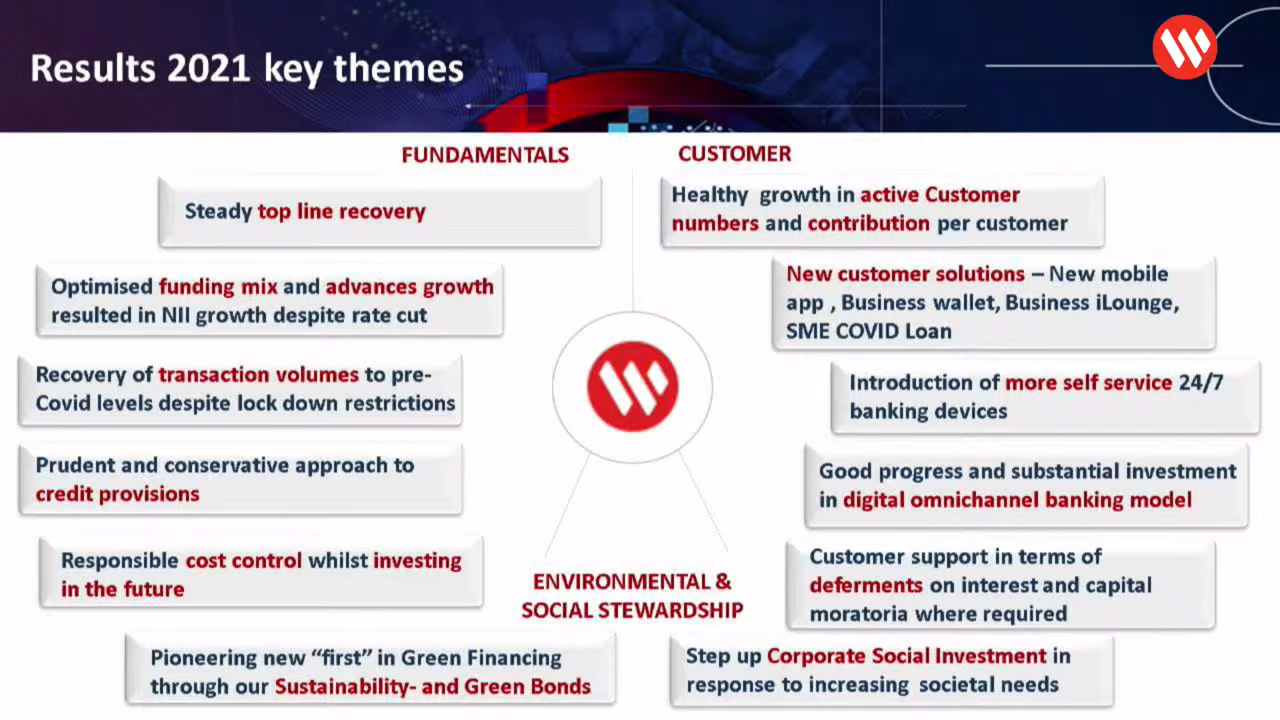 Results 2021 key themes
FUNDAMENTALS
Steady top line recovery
Optimised funding mix and advances growth
resulted in NII growth despite rate cut
Recovery of transaction volumes to pre-
Covid levels despite lock down restrictions
Prudent and conservative approach to
credit provisions
Responsible cost control whilst investing
in the future
CUSTOMER
Healthy growth in active Customer
numbers and contribution per customer
New customer solutions – New mobile
app , Business wallet, Business iLounge,
SME COVID Loan
Introduction of more self service 24/7
banking devices
Good progress and substantial investment
in digital omnichannel banking model
Customer support in terms of
deferments on interest and capital
moratoria where required
ENVIRONMENTAL &
SOCIAL STEWARDSHIP
Pioneering new “first” in Green Financing
through our Sustainability- and Green Bonds
Step up Corporate Social Investment in
response to increasing societal needs